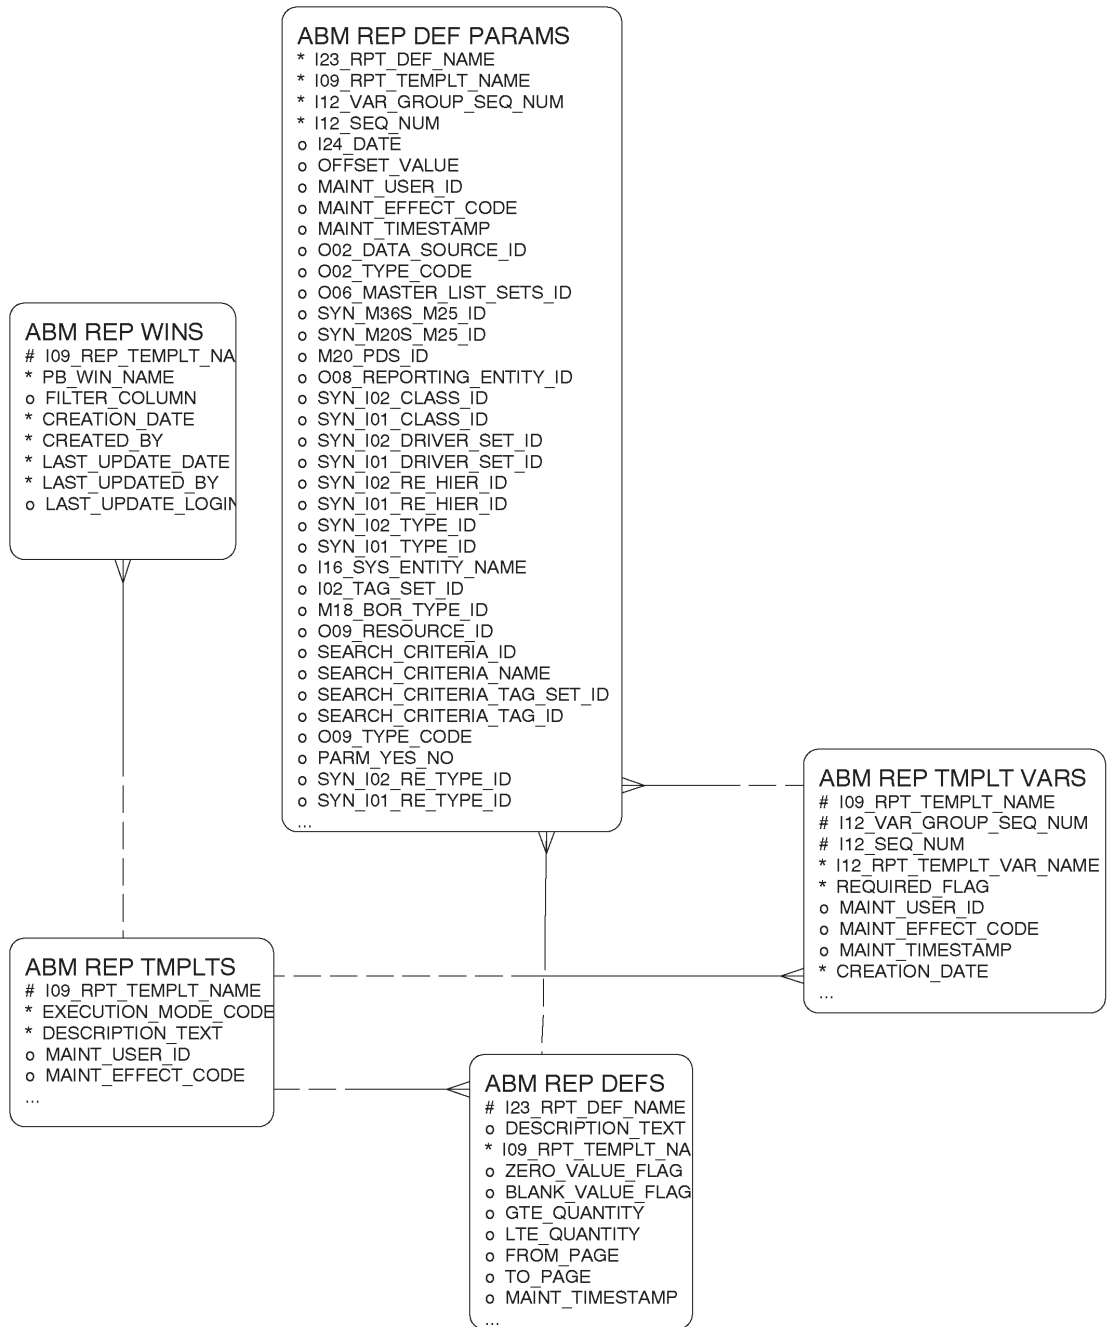 ABM REP DEF PARAMS
* I23_RPT_DEF_NAME
* I09_RPT_TEMPLT_NAME
* I12_VAR_GROUP_SEQ_NUM
* I12_SEQ_NUM
o I24_DATE
o OFFSET_VALUE
o MAINT_USER_ID
o MAINT_EFFECT_CODE
o MAINT_TIMESTAMP
o O02_DATA_SOURCE_ID
o O02_TYPE_CODE
o O06_MASTER_LIST_SETS_ID
o SYN_M36S_M25_ID
o SYN_M20S_M25_ID
o M20_PDS_ID
o O08_REPORTING_ENTITY_ID
o SYN_I02_CLASS_ID
o SYN_I01_CLASS_ID
o SYN_I02_DRIVER_SET_ID
o SYN_I01_DRIVER_SET_ID
o SYN_I02_RE_HIER_ID
o SYN_I01_RE_HIER_ID
o SYN_I02_TYPE_ID
o SYN_I01_TYPE_ID
o I16_SYS_ENTITY_NAME
o I02_TAG_SET_ID
o M18_BOR_TYPE_ID
o O09_RESOURCE_ID
o SEARCH_CRITERIA_ID
o SEARCH_CRITERIA_NAME
o SEARCH_CRITERIA_TAG_SET_ID
o SEARCH_CRITERIA_TAG_ID
o O09_TYPE_CODE
o PARM_YES_NO
o SYN_I02_RE_TYPE_ID
o SYN_I01_RE_TYPE_ID
...
ABM REP WINS
# I09_REP_TEMPLT_NA
* PB_WIN_NAME
o FILTER_COLUMN
* CREATION_DATE
* CREATED_BY
* LAST_UPDATE_DATE
* LAST_UPDATED_BY
o LAST_UPDATE_LOGIN
ABM REP TMPLT VARS
# I09_RPT_TEMPLT_NAME
# I12_VAR_GROUP_SEQ_NUM
# I12_SEQ_NUM
* I12_RPT_TEMPLT_VAR_NAME
* REQUIRED_FLAG
o MAINT_USER_ID
o MAINT_EFFECT_CODE
o MAINT_TIMESTAMP
* CREATION_DATE
...
ABM REP TMPLTS
# I09_RPT_TEMPLT_NAME
* EXECUTION_MODE_CODE
* DESCRIPTION_TEXT
o MAINT_USER_ID
o MAINT_EFFECT_CODE
...
ABM REP DEFS
# I23_RPT_DEF_NAME
o DESCRIPTION_TEXT
* I09_RPT_TEMPLT_NA
o ZERO_VALUE_FLAG
o BLANK_VALUE_FLAG
o GTE_QUANTITY
o LTE_QUANTITY
o FROM_PAGE
o TO_PAGE
o MAINT_TIMESTAMP
...